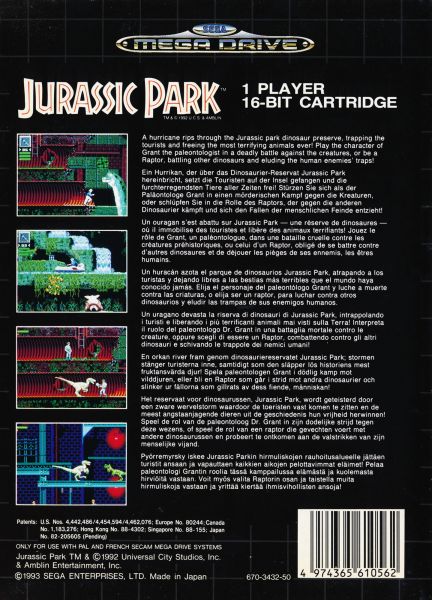 SEGA
MEGA DRIVE
JURASSIC PARK™
TM & © 1992 U.C.S. & AMBLIN
1 PLAYER
16-BIT CARTRIDGE
A hurricane rips through the Jurassic park dinosaur preserve, trapping the
tourists and freeing the most terrifying animals ever! Play the character of
Grant the paleontologist in a deadly battle against the creatures, or be a
Raptor, battling other dinosaurs and eluding the human enemies' traps!
Ein Hurrikan, der über das Dinosaurier-Reservat Jurassic Park
hereinbricht, setzt die Touristen auf der Insel gefangen und die
furchterregendsten Tiere aller Zeiten frei! Stürzen Sie sich als der
Paläontologe Grant in einen mörderischen Kampf gegen die Kreaturen,
oder schlüpfen Sie in die Rolle des Raptors, der gegen die anderen
Dinosaurier kämpft und sich den Fallen der menschlichen Feinde entzieht!
Un ouragan s'est abattu sur Jurassic Park — une réserve de dinosaures —
où il immobilise des touristes et libère des animaux terrifiants! Jouez le
rôle de Grant, un paléontologue, dans une bataille cruelle contre les
créatures préhistoriques, ou celui d'un Raptor, obligé de se battre contre
d'autres dinosaures et de déjouer les pièges de ses ennemis, les êtres
humains.
Un huracán azota el parque de dinosaurios Jurassic Park, atrapando a los
turistas y dejando libres a las bestias más terribles que el mundo haya
conocido jamás. Elija el personaje del paleontólogo Grant y luche a muerte
contra las criaturas, o elija ser un raptor, para luchar contra otros
dinosaurios y eludir las trampas de sus enemigos humanos.
Un uragano devasta la riserva di dinosauri di Jurassic Park, intrappolando
i turisti e liberando i più terrificanti animali mai visti sulla Terra! Interpreta
il ruolo del paleontologo Dr. Grant in una battaglia mortale contro le
creature, oppure scegli di essere un Raptor, combattendo contro gli altri
dinosauri e schivando le trappole dei nemici umani!
En orkan river fram genom dinosauriereservatet Jurassic Park; stormen
stänger turisterna inne, samtidigt som den släpper lös historiens mest
fruktansvärda djur! Spela paleontologen Grant i dödlig kamp mot
vilddjuren, eller bli en Raptor som går i strid mot andra dinosaurier och
slinker ur fällorna som gillrats av dess fiende, människan!
Het reservaat voor dinosaurussen, Jurassic Park, wordt geteisterd door
een zware wervelstorm waardoor de toeristen vast komen te zitten en de
meest angstaanjagende dieren uit de geschiedenis hun vrijheid herwinnen!
Speel de rol van de paleontoloog Dr. Grant in zijn dodelijke strijd tegen
deze wezens, of speel de rol van een raptor die gevechten voert met
andere dinosaurussen en probeert te ontkomen aan de valstrikken van zijn
menselijke vijand.
Pyörremyrsky iskee Jurassic Parkin hirmuliskojen rauhoitusalueelle jättäen
turistit ansaan ja vapauttaen kaikkien aikojen pelottavimmat eläimet! Pelaa
paleontologi Grantin roolia tässä kamppailussa elämästä ja kuolemasta
hirviöitä vastaan. Voit myös valita Raptorin osan ja taistella muita
hirmuliskoja vastaan ja yrittää kiertää ihmisvihollisten ansoja!
Patents: U.S. Nos. 4,442,486/4,454,594/4,462,076; Europe No. 80244; Canada
No. 1,183,276; Hong Kong No. 88-4302; Singapore No. 88-155; Japan
No. 82-205605 (Pending)
ONLY FOR USE WITH PAL AND FRENCH SECAM MEGA DRIVE SYSTEMS
Jurassic Park TM & ©1992 Universal City Studios, Inc.
& Amblin Entertainment, Inc.
©1993 SEGA ENTERPRISES, LTD. Made in Japan
670-3432-50
4 974365 610562